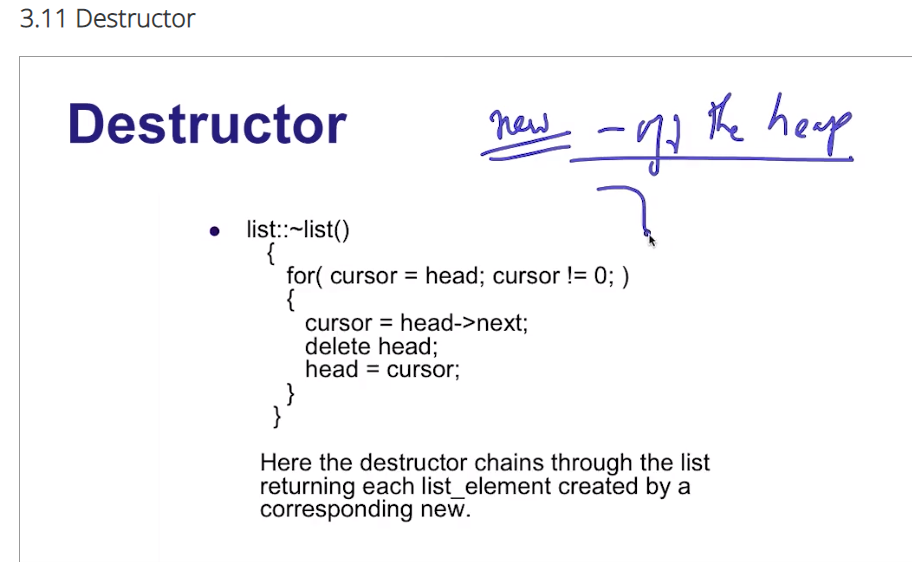 3.11 Destructor
Destructor
new - off the heap
• list::~list()
{
for( cursor = head; cursor != 0; )
{
cursor = head->next;
delete head;
head = cursor;
}
}
Here the destructor chains through the list
returning each list_element created by a
corresponding new.